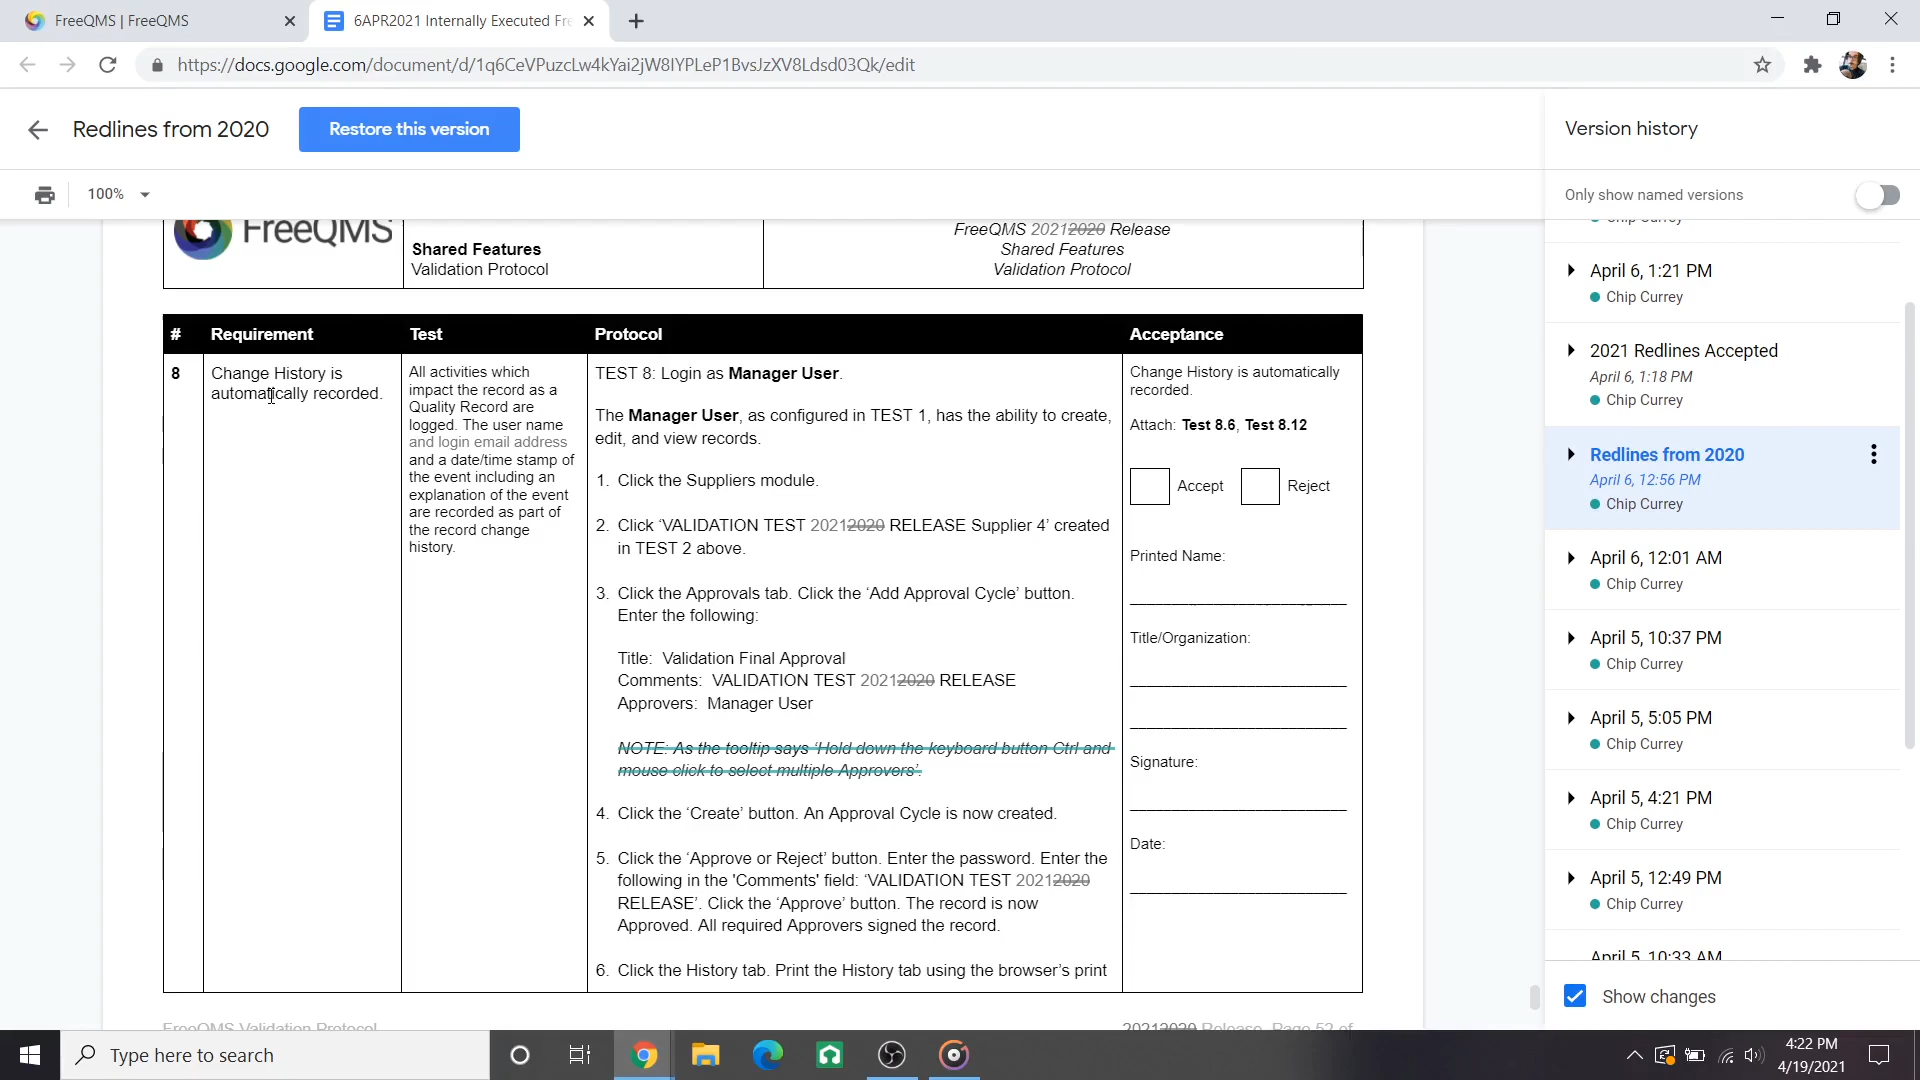 FreeQMS | FreeQMS
6APR2021 Internally Executed Fre
https://docs.google.com/document/d/1q6CeVPuzcLw4kYai2jW8IYPLeP1BvsJzXV8Ldsd03Qk/edit
Redlines from 2020
Restore this version
Version history
100%
Only show named versions
FreeQMS
Shared Features
Validation Protocol
FreeQMS 20212020 Release
Shared Features
Validation Protocol
# Requirement Test Protocol Acceptance
8
Change History is
automatically recorded.
All activities which
impact the record as a
Quality Record are
logged. The user name
and login email address
and a date/time stamp of
the event including an
explanation of the event
are recorded as part of
the record change
history.
TEST 8: Login as Manager User.
The Manager User, as configured in TEST 1, has the ability to create,
edit, and view records.
1. Click the Suppliers module.
2. Click ‘VALIDATION TEST 20212020 RELEASE Supplier 4’ created
in TEST 2 above.
3. Click the Approvals tab. Click the ‘Add Approval Cycle’ button.
Enter the following:
Title: Validation Final Approval
Comments: VALIDATION TEST 20212020 RELEASE
Approvers: Manager User
NOTE: As the tooltip says ‘Hold down the keyboard button Ctrl and
mouse click to select multiple Approvers’.
4. Click the ‘Create’ button. An Approval Cycle is now created.
5. Click the ‘Approve or Reject’ button. Enter the password. Enter the
following in the 'Comments' field: ‘VALIDATION TEST 20212020
RELEASE’. Click the ‘Approve’ button. The record is now
Approved. All required Approvers signed the record.
6. Click the History tab. Print the History tab using the browser’s print
Change History is automatically
recorded.
Attach: Test 8.6, Test 8.12
Accept Reject
Printed Name:
Title/Organization:
Signature:
Date:
FreeQMS Validation Protocol
20212020 Release, Page 52 of
Chip Currey
April 6, 1:21 PM
Chip Currey
2021 Redlines Accepted
April 6, 1:18 PM
Chip Currey
Redlines from 2020
April 6, 12:56 PM
Chip Currey
April 6, 12:01 AM
Chip Currey
April 5, 10:37 PM
Chip Currey
April 5, 5:05 PM
Chip Currey
April 5, 4:21 PM
Chip Currey
April 5, 12:49 PM
Chip Currey
April 5, 10:33 AM
Show changes
Type here to search
4:22 PM
4/19/2021